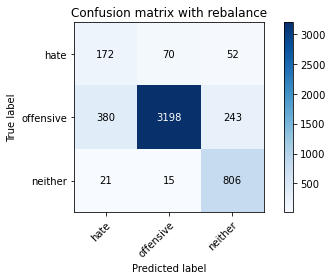 Confusion matrix with rebalance
True label
hate 172 70 52
offensive 380 3198 243
neither 21 15 806
hate offensive neither
Predicted label
3000
2500
2000
1500
1000
500